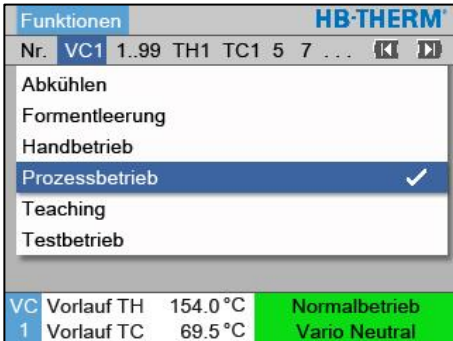 Funktionen HB-THERM®
Nr. VC1 1..99 TH1 TC1 5 7 ...
Abkühlen
Formentleerung
Handbetrieb
Prozessbetrieb ✓
Teaching
Testbetrieb
VC Vorlauf TH 154.0 °C Normalbetrieb
1 Vorlauf TC 69.5 °C Vario Neutral